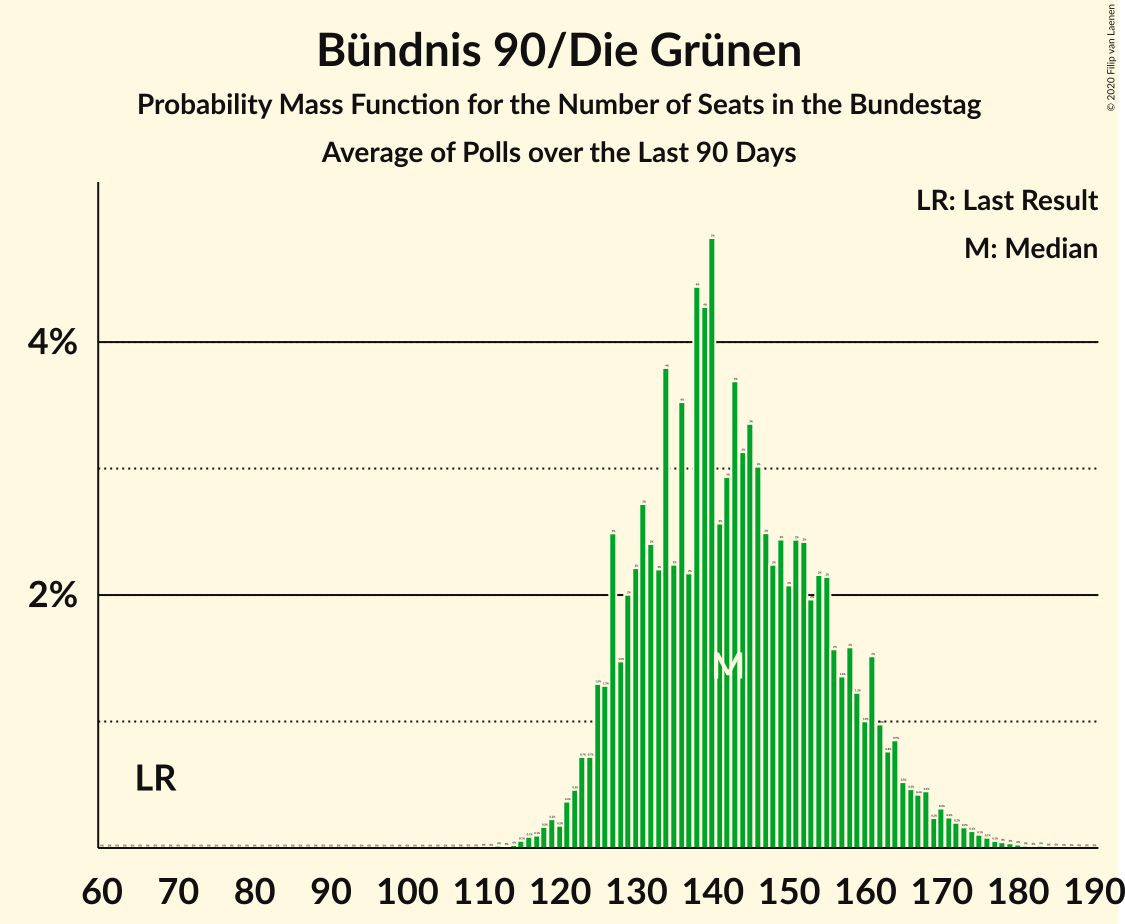 Bündnis 90/Die Grünen
Probability Mass Function for the Number of Seats in the Bundestag
Average of Polls over the Last 90 Days
© 2020 Filip van Laenen
LR: Last Result
M: Median
4%
2%
M
LR
60 70 80 90 100 110 120 130 140 150 160 170 180 190